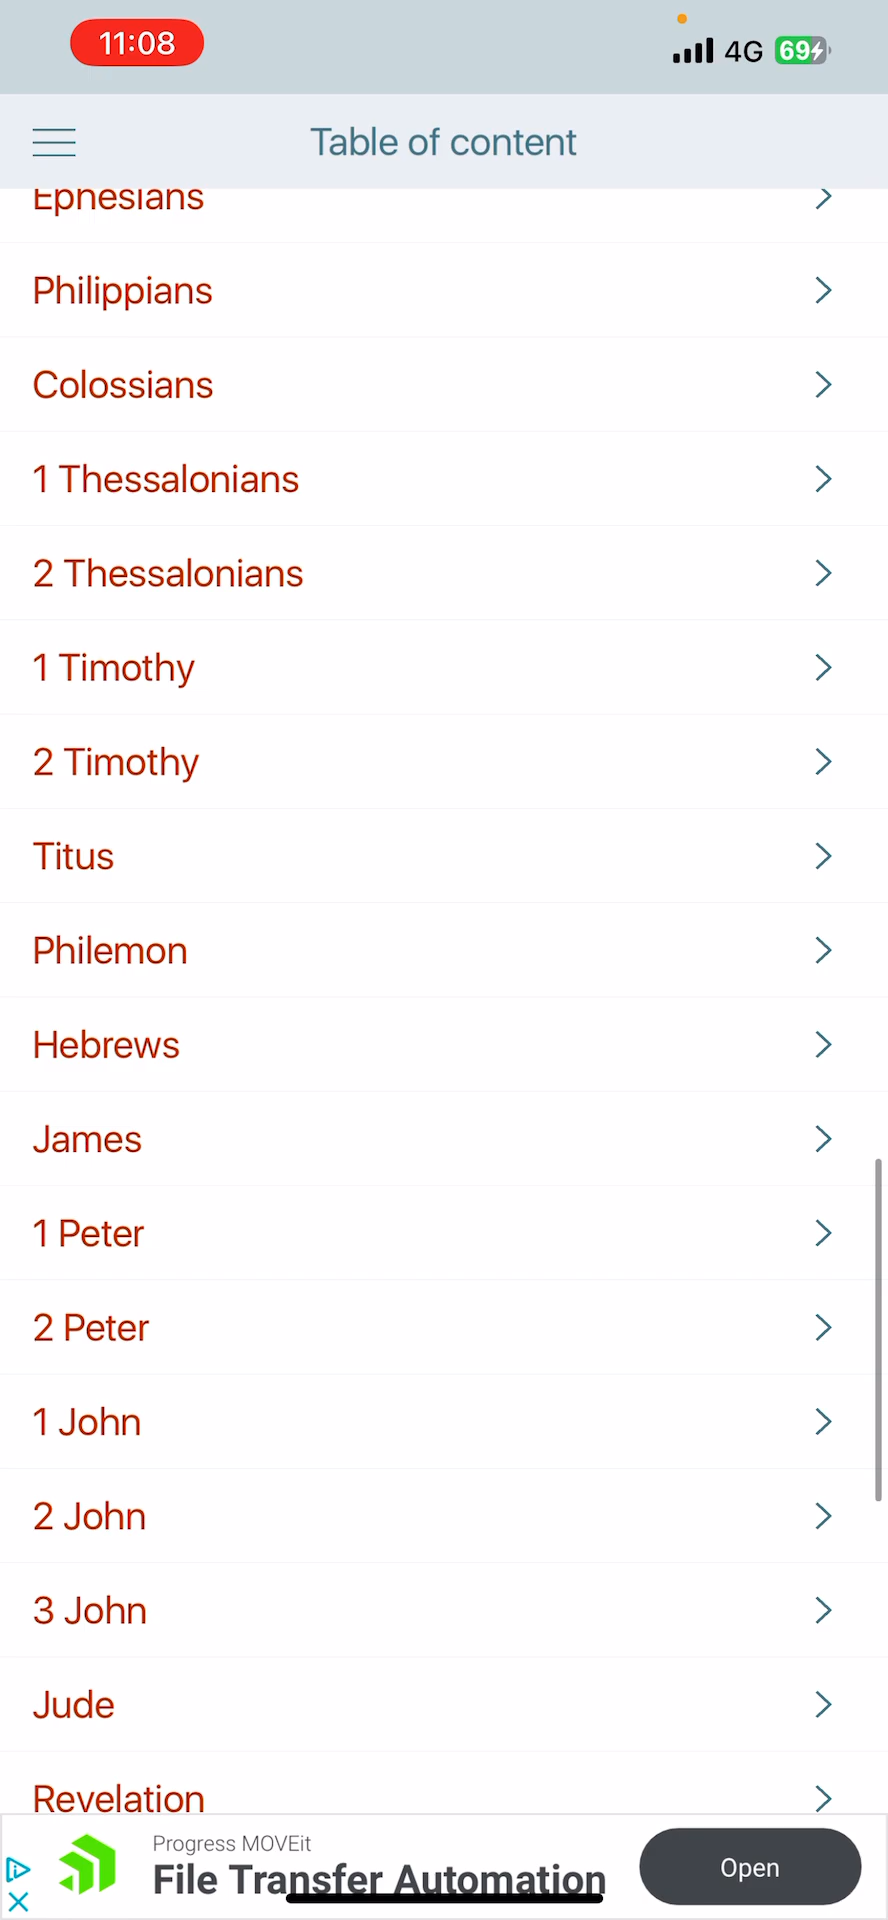 11:08
4G 69
Table of content
Ephesians
Philippians
Colossians
1 Thessalonians
2 Thessalonians
1 Timothy
2 Timothy
Titus
Philemon
Hebrews
James
1 Peter
2 Peter
1 John
2 John
3 John
Jude
Revelation
Progress MOVEit
File Transfer Automation
Open